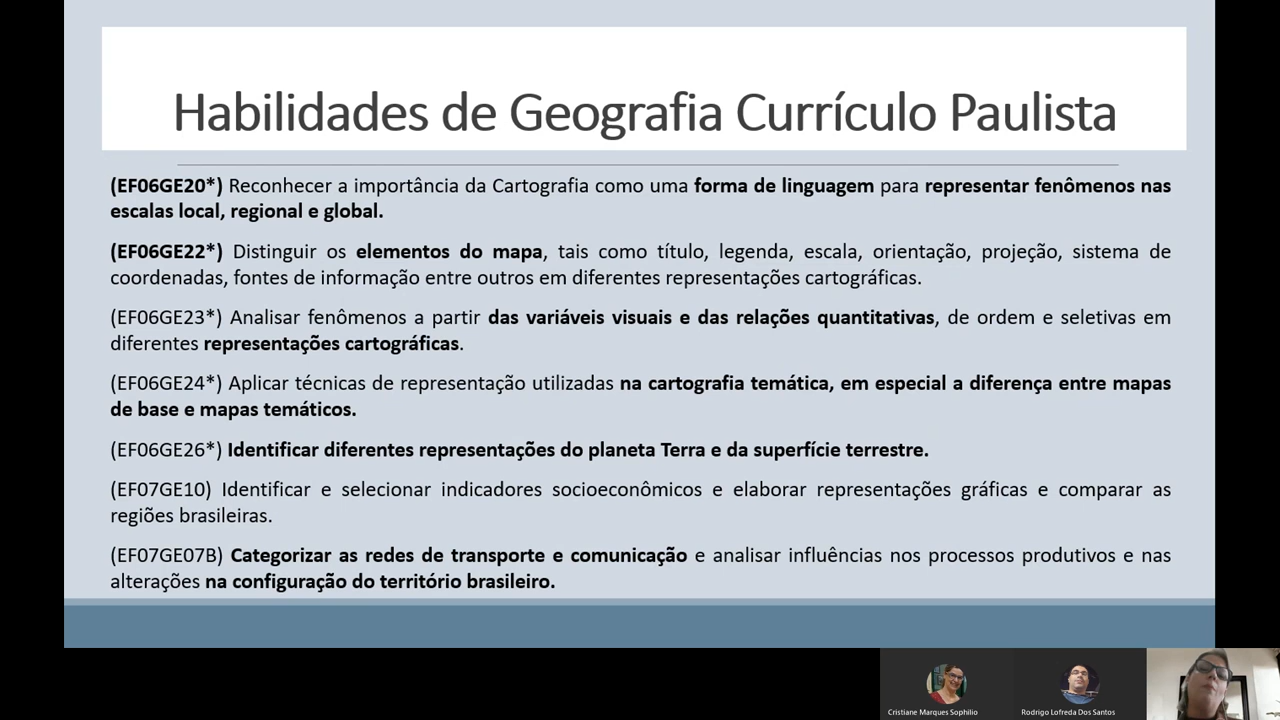 Habilidades de Geografia Currículo Paulista
(EF06GE20*) Reconhecer a importância da Cartografia como uma forma de linguagem para representar fenômenos nas
escalas local, regional e global.
(EF06GE22*) Distinguir os elementos do mapa, tais como título, legenda, escala, orientação, projeção, sistema de
coordenadas, fontes de informação entre outros em diferentes representações cartográficas.
(EF06GE23*) Analisar fenômenos a partir das variáveis visuais e das relações quantitativas, de ordem e seletivas em
diferentes representações cartográficas.
(EF06GE24*) Aplicar técnicas de representação utilizadas na cartografia temática, em especial a diferença entre mapas
de base e mapas temáticos.
(EF06GE26*) Identificar diferentes representações do planeta Terra e da superfície terrestre.
(EF07GE10) Identificar e selecionar indicadores socioeconômicos e elaborar representações gráficas e comparar as
regiões brasileiras.
(EF07GE07B) Categorizar as redes de transporte e comunicação e analisar influências nos processos produtivos e nas
alterações na configuração do território brasileiro.
Cristiane Marques Sophilio
Rodrigo Lofreda Dos Santos